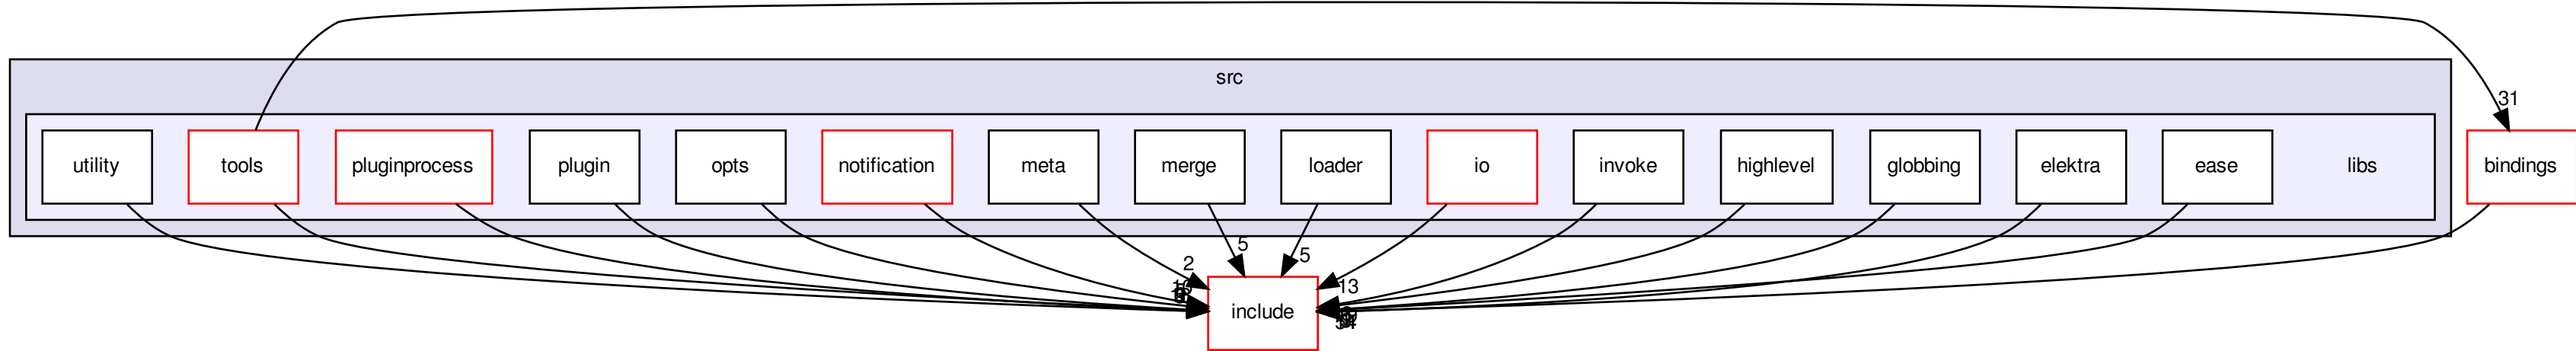 31
src
utility
tools
pluginprocess
plugin
opts
notification
meta
merge
loader
io
invoke
highlevel
globbing
elektra
ease
libs
bindings
5
5
2
13
include